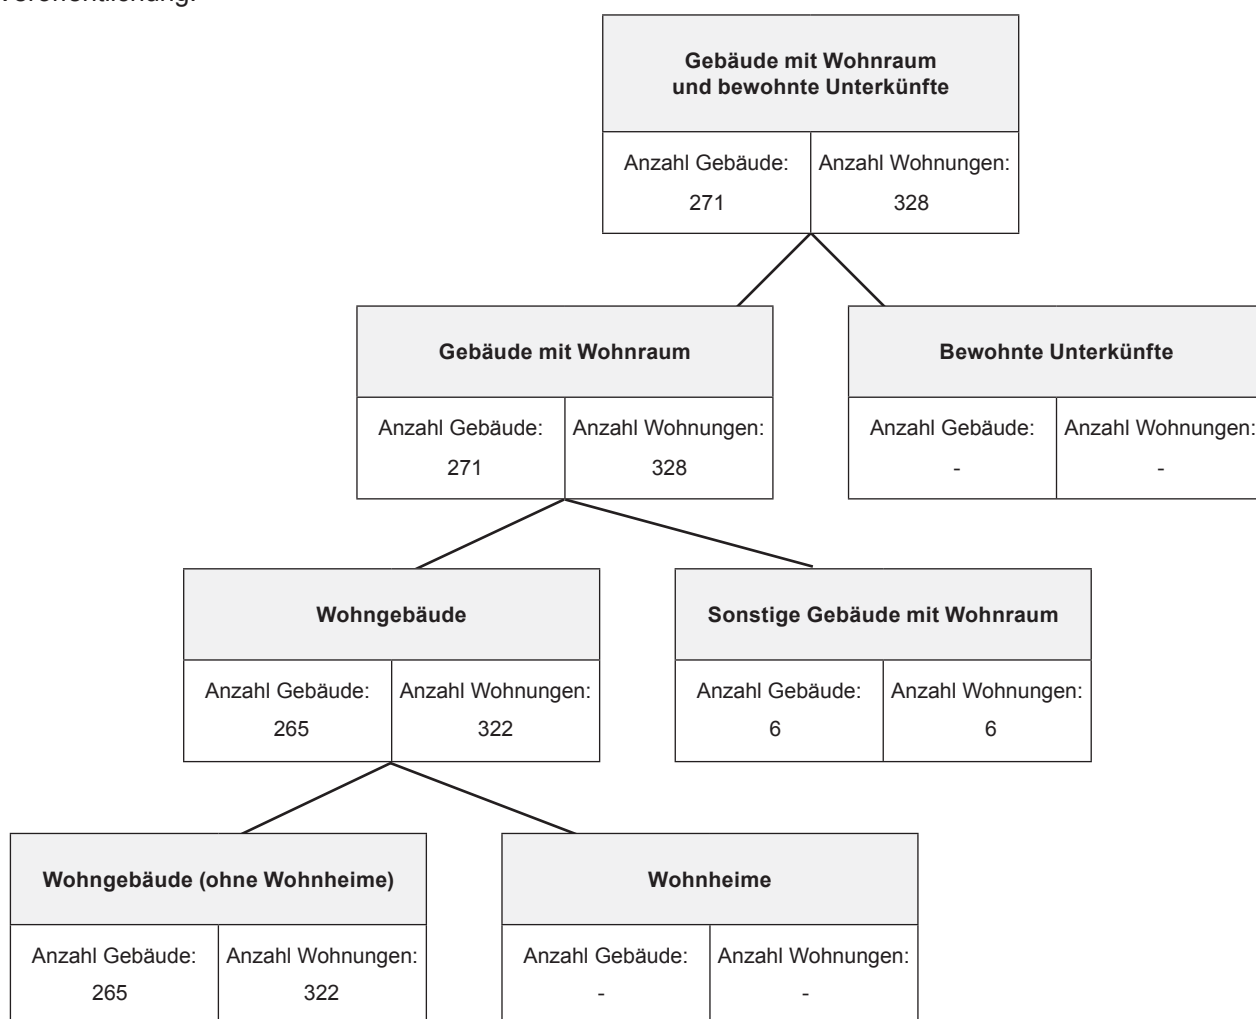 Veröffentlichung.
Gebäude mit Wohnraum
und bewohnte Unterkünfte
Anzahl Gebäude: Anzahl Wohnungen:
271 328
Gebäude mit Wohnraum Bewohnte Unterkünfte
Anzahl Gebäude: Anzahl Wohnungen: Anzahl Gebäude: Anzahl Wohnungen:
271 328 - -
Wohngebäude Sonstige Gebäude mit Wohnraum
Anzahl Gebäude: Anzahl Wohnungen: Anzahl Gebäude: Anzahl Wohnungen:
265 322 6 6
Wohngebäude (ohne Wohnheime) Wohnheime
Anzahl Gebäude: Anzahl Wohnungen: Anzahl Gebäude: Anzahl Wohnungen:
265 322 - -